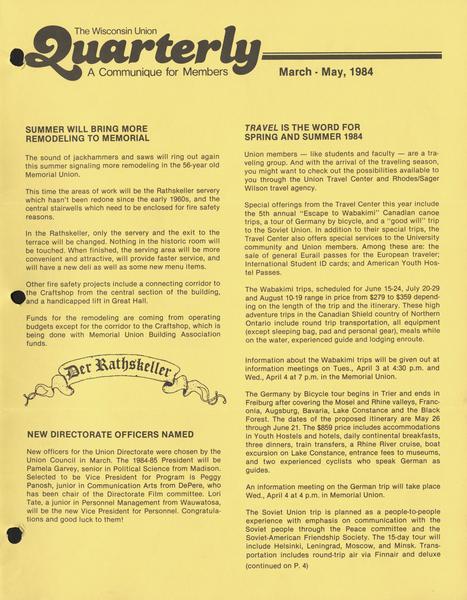 The Wisconsin Union
Quarterly
A Communique for Members
March - May, 1984
SUMMER WILL BRING MORE
REMODELING TO MEMORIAL
The sound of jackhammers and saws will ring out again
this summer signaling more remodeling in the 56-year old
Memorial Union.
This time the areas of work will be the Rathskeller servery
which hasn't been redone since the early 1960s, and the
central stairwells which need to be enclosed for fire safety
reasons.
In the Rathskeller, only the servery and the exit to the
terrace will be changed. Nothing in the historic room will
be touched. When finished, the serving area will be more
convenient and attractive, will provide faster service, and
will have a new deli as well as some new menu items.
Other fire safety projects include a connecting corridor to
the Craftshop from the central section of the building,
and a handicapped lift in Great Hall.
Funds for the remodeling are coming from operating
budgets except for the corridor to the Craftshop, which is
being done with Memorial Union Building Association
funds.
Der Rathskeller
NEW DIRECTORATE OFFICERS NAMED
New officers for the Union Directorate were chosen by the
Union Council in March. The 1984-85 President will be
Pamela Garvey, senior in Political Science from Madison.
Selected to be Vice President for Program is Peggy
Panosh, junior in Communication Arts from DePere, who
has been chair of the Directorate Film committee. Lori
Tate, a junior in Personnel Management from Wauwatosa,
will be the new Vice President for Personnel. Congratula-
tions and good luck to them!
TRAVEL IS THE WORD FOR
SPRING AND SUMMER 1984
Union members — like students and faculty — are a tra-
veling group. And with the arrival of the traveling season,
you might want to check out the possibilities available to
you through the Union Travel Center and Rhodes/Sager
Wilson travel agency.
Special offerings from the Travel Center this year include
the 5th annual "Escape to Wabakimi" Canadian canoe
trips, a tour of Germany by bicycle, and a "good will" trip
to the Soviet Union. In addition to their special trips, the
Travel Center also offers special services to the University
community and Union members. Among these are: the
sale of general Eurail passes for the European traveler;
International Student ID cards; and American Youth Hos-
tel Passes.
The Wabakimi trips, scheduled for June 15-24, July 20-29
and August 10-19 range in price from $279 to $359 depend-
ing on the length of the trip and the itinerary. These high
adventure trips in the Canadian Shield country of Northern
Ontario include round trip transportation, all equipment
(except sleeping bag, pad and personal gear), meals while
on the water, experienced guide and lodging enroute.
Information about the Wabakimi trips will be given out at
information meetings on Tues., April 3 at 4:30 p.m. and
Wed., April 4 at 7 p.m. in the Memorial Union.
The Germany by Bicycle tour begins in Trier and ends in
Freiburg after covering the Mosel and Rhine valleys, Franc-
onia, Augsburg, Bavaria, Lake Constance and the Black
Forest. The dates of the proposed itinerary are May 26
through June 21. The $859 price includes accommodations
in Youth Hostels and hotels, daily continental breakfasts,
three dinners, train transfers, a Rhine River cruise, boat
excursion on Lake Constance, entrance fees to museums,
and two experienced cyclists who speak German as
guides.
An information meeting on the German trip will take place
Wed., April 4 at 4 p.m. in Memorial Union.
The Soviet Union trip is planned as a people-to-people
experience with emphasis on communication with the
Soviet people through the Peace committee and the
Soviet-American Friendship Society. The 15-day tour will
include Helsinki, Leningrad, Moscow, and Minsk. Trans-
portation includes round-trip air via Finnair and deluxe
(continued on P. 4)